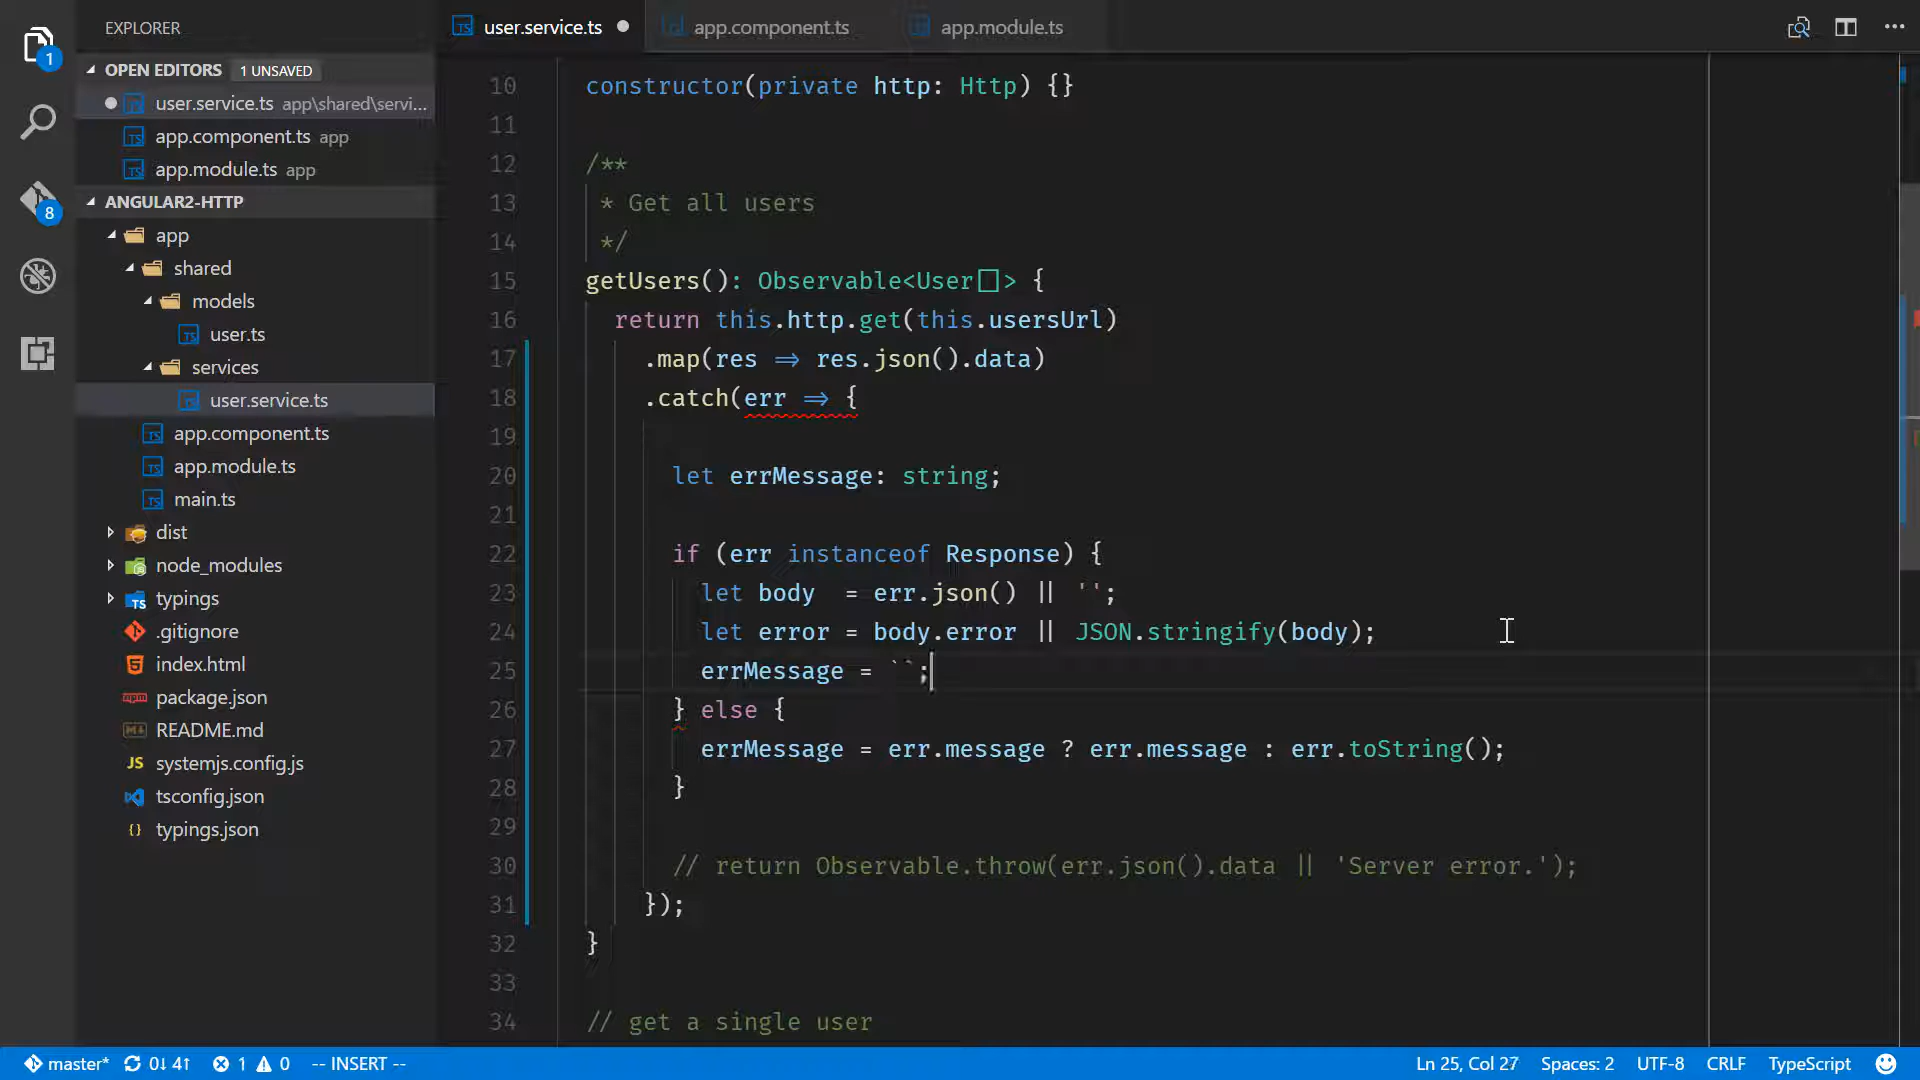 EXPLORER
OPEN EDITORS 1 UNSAVED
user.service.ts app\shared\servi...
app.component.ts app
app.module.ts app
ANGULAR2-HTTP
app
shared
models
user.ts
services
user.service.ts
app.component.ts
app.module.ts
main.ts
dist
node_modules
typings
.gitignore
index.html
package.json
README.md
systemjs.config.js
tsconfig.json
typings.json
1
8
user.service.ts app.component.ts app.module.ts
10 constructor(private http: Http) {}
11
12 /**
13 * Get all users
14 */
15 getUsers(): Observable<User[]> {
16 return this.http.get(this.usersUrl)
17 .map(res => res.json().data)
18 .catch(err => {
19
20 let errMessage: string;
21
22 if (err instanceof Response) {
23 let body  = err.json() || '';
24 let error = body.error || JSON.stringify(body);
25 errMessage = ``;
26 } else {
27 errMessage = err.message ? err.message : err.toString();
28 }
29
30 // return Observable.throw(err.json().data || 'Server error.');
31 });
32 }
33
34 // get a single user
master* 0↓ 4↑ 1 0 -- INSERT -- Ln 25, Col 27 Spaces: 2 UTF-8 CRLF TypeScript